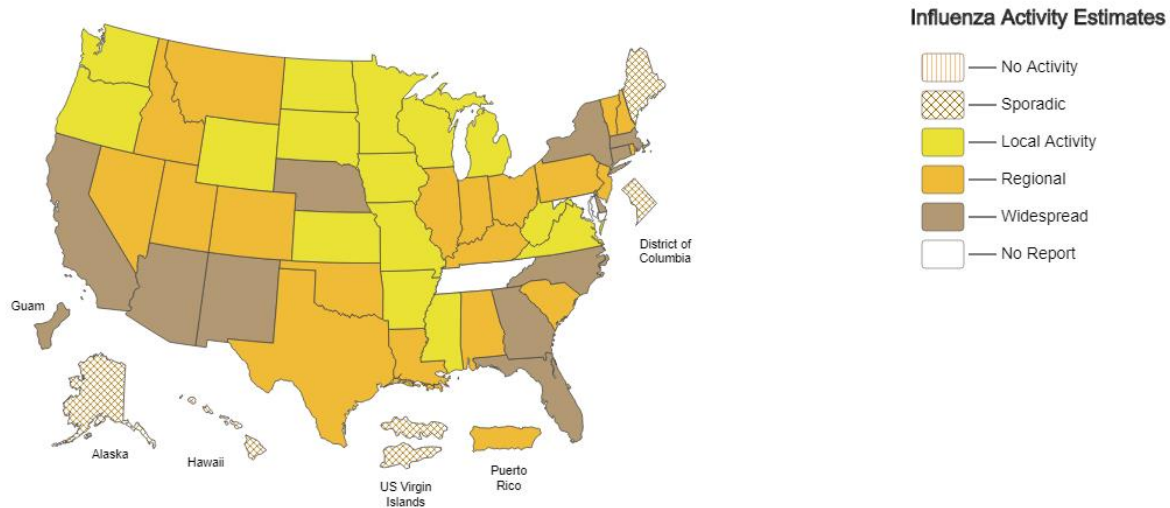 Influenza Activity Estimates
No Activity
Sporadic
Local Activity
Regional
Widespread
No Report
District of
Columbia
Guam
Alaska
Hawaii
US Virgin
Islands
Puerto
Rico